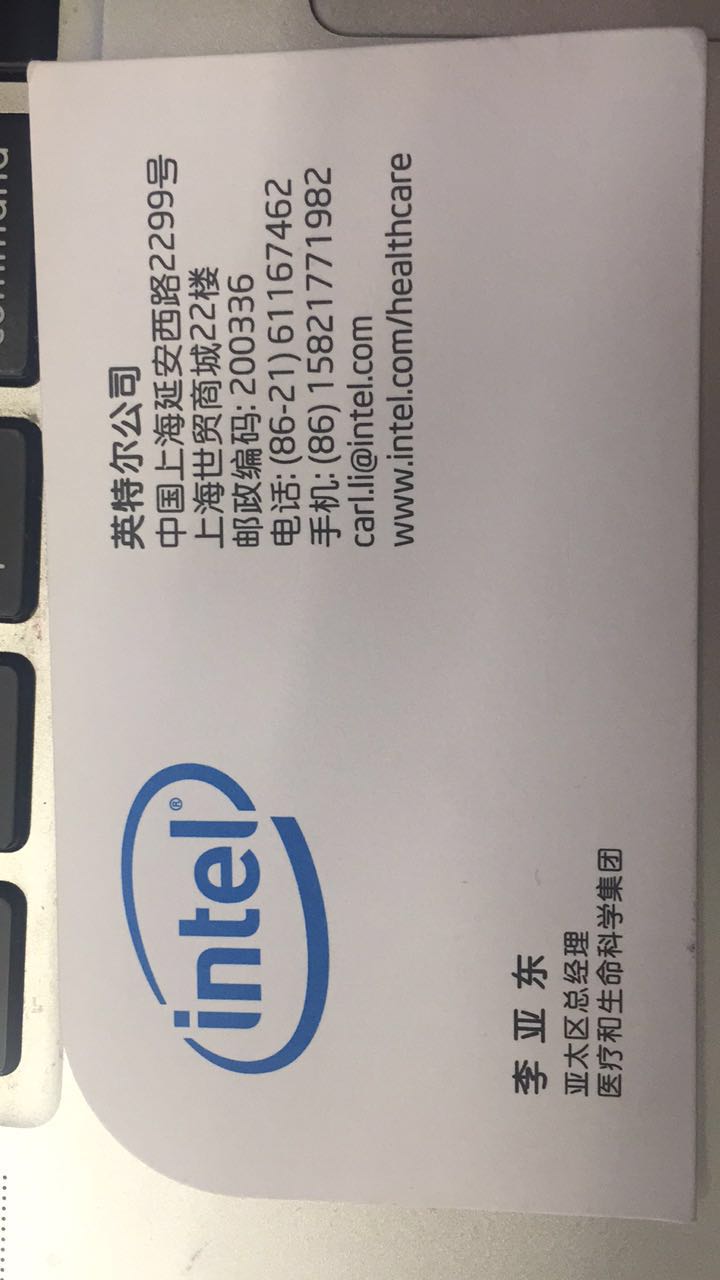 intel®
英特尔公司
中国上海延安西路2299号
上海世贸商城22楼
邮政编码: 200336
电话: (86-21) 61167462
手机: (86) 15821771982
carl.li@intel.com
www.intel.com/healthcare
李亚东
亚太区总经理
医疗和生命科学集团
command